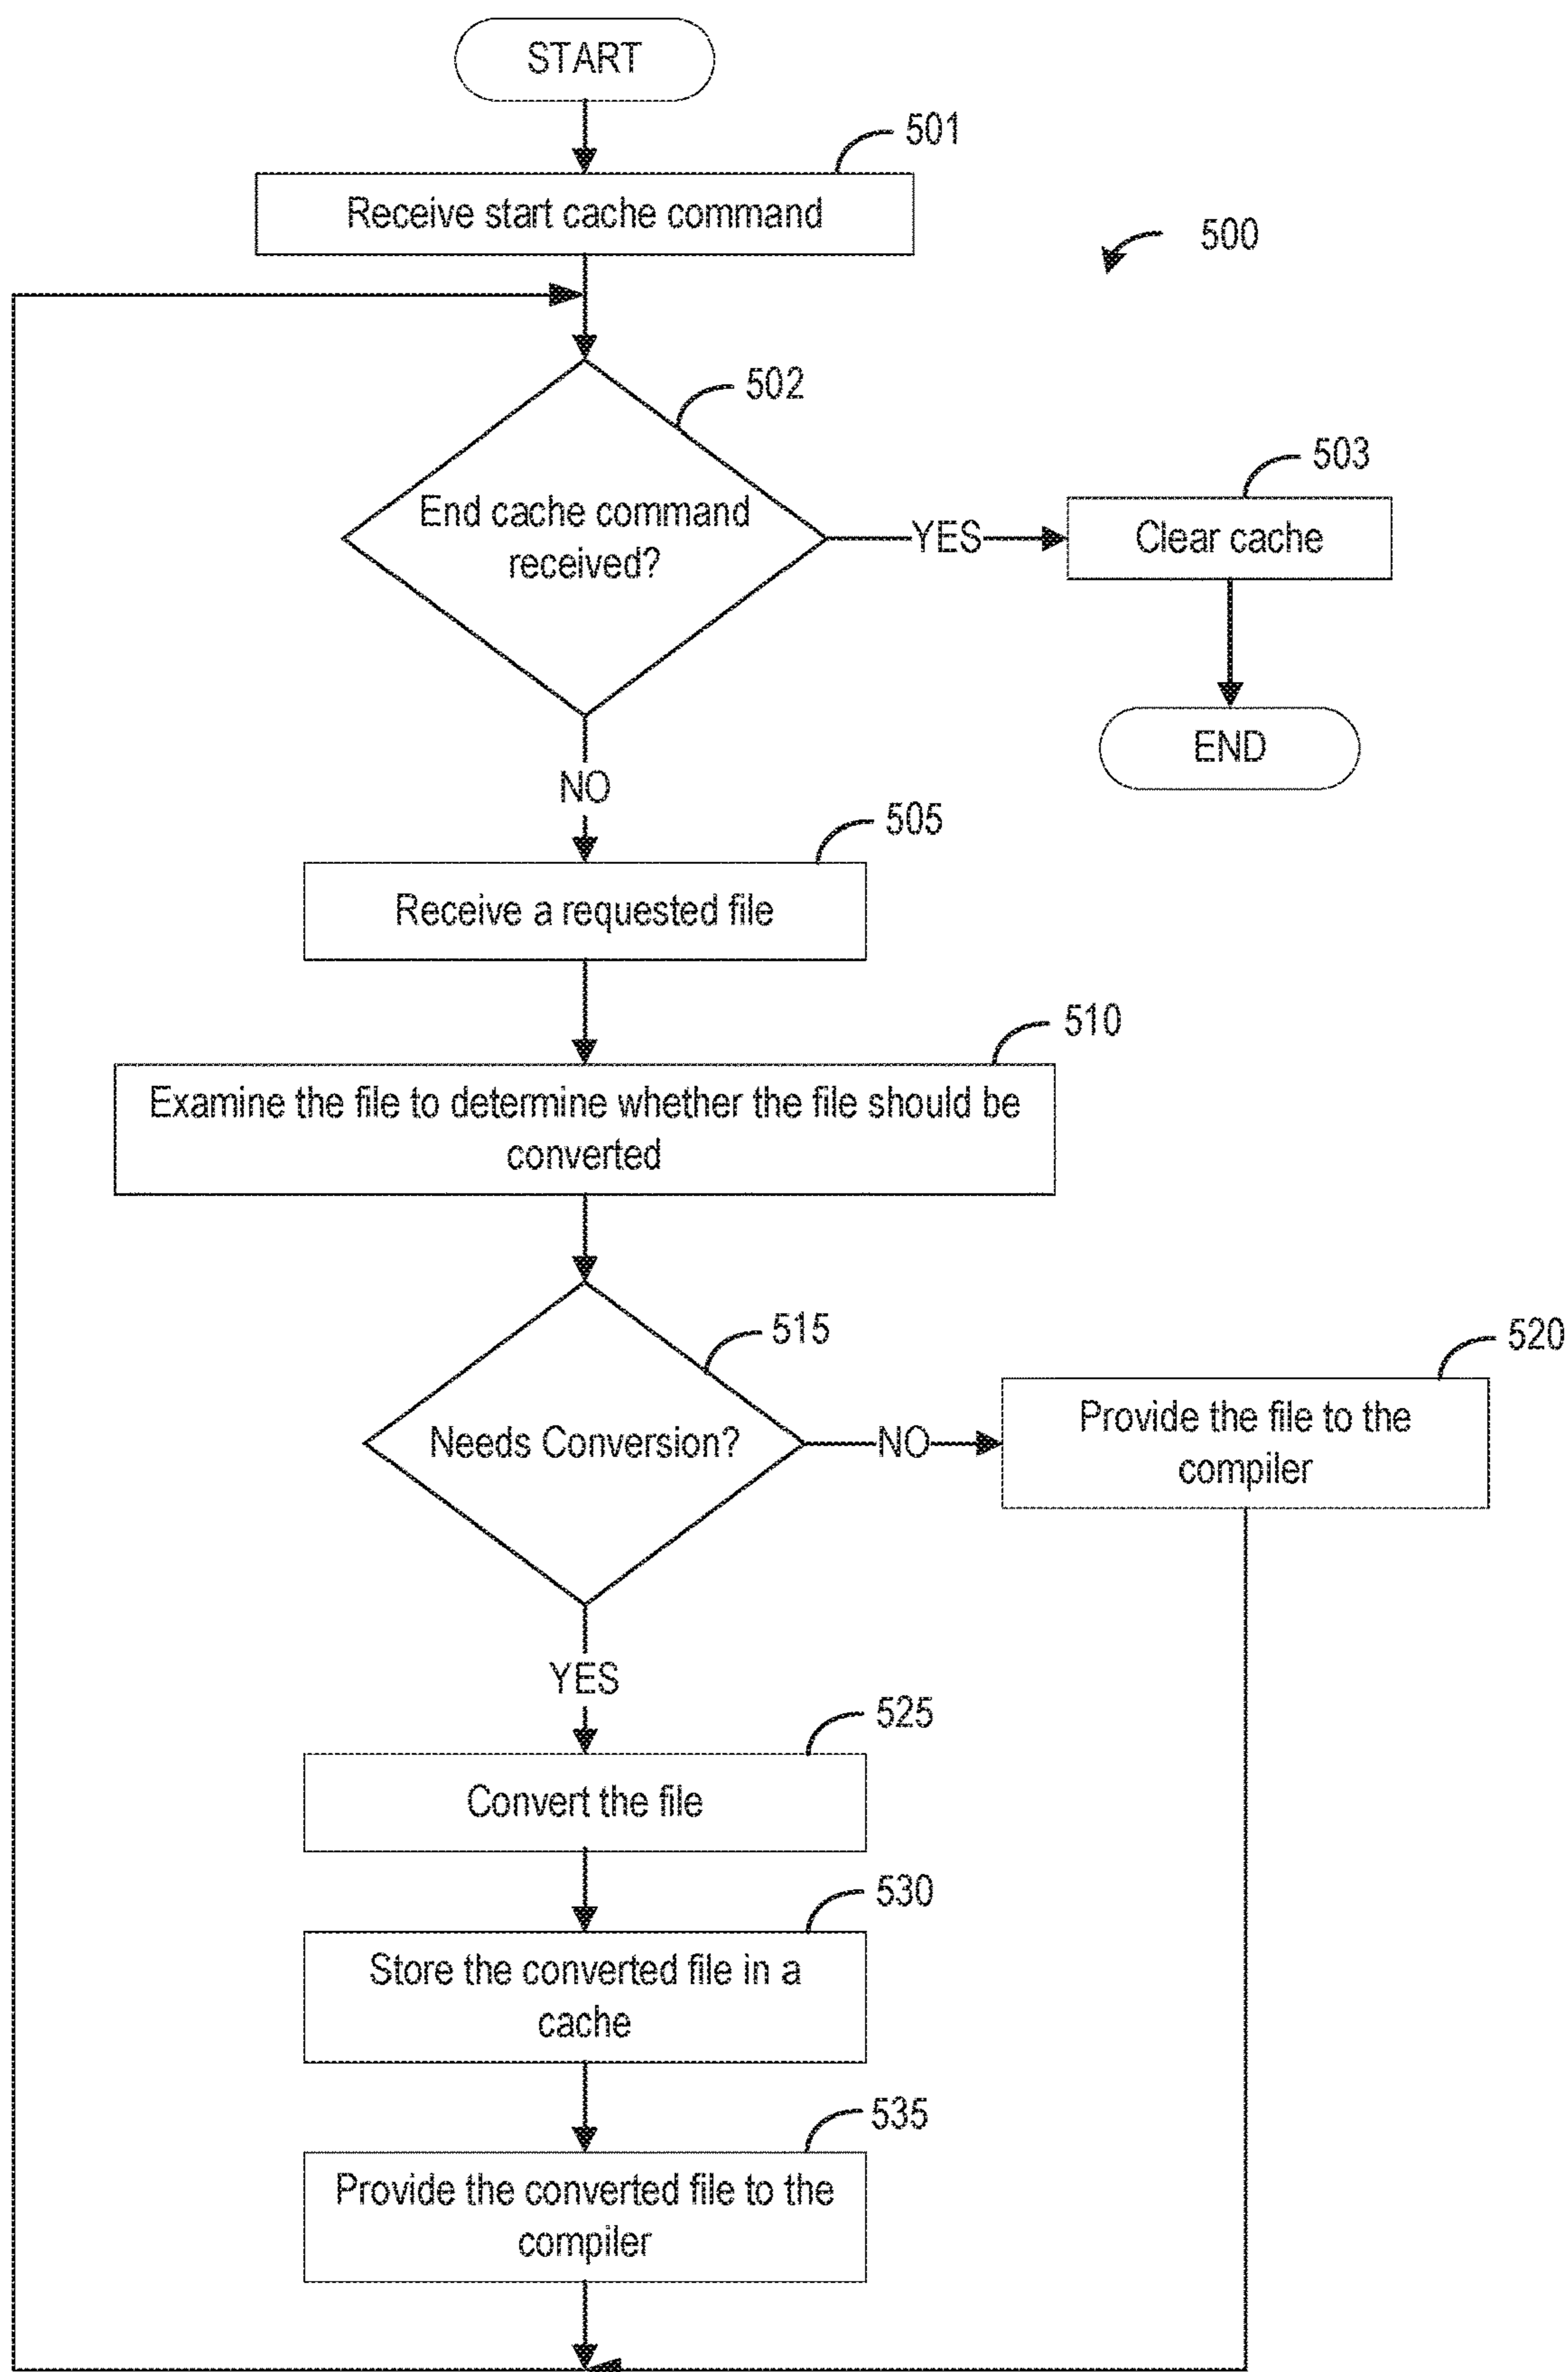 START
501
Receive start cache command
500
502
End cache command
received?
YES
503
Clear cache
END
NO
505
Receive a requested file
510
Examine the file to determine whether the file should be
converted
515
Needs Conversion?
NO
520
Provide the file to the
compiler
YES
525
Convert the file
530
Store the converted file in a
cache
535
Provide the converted file to the
compiler